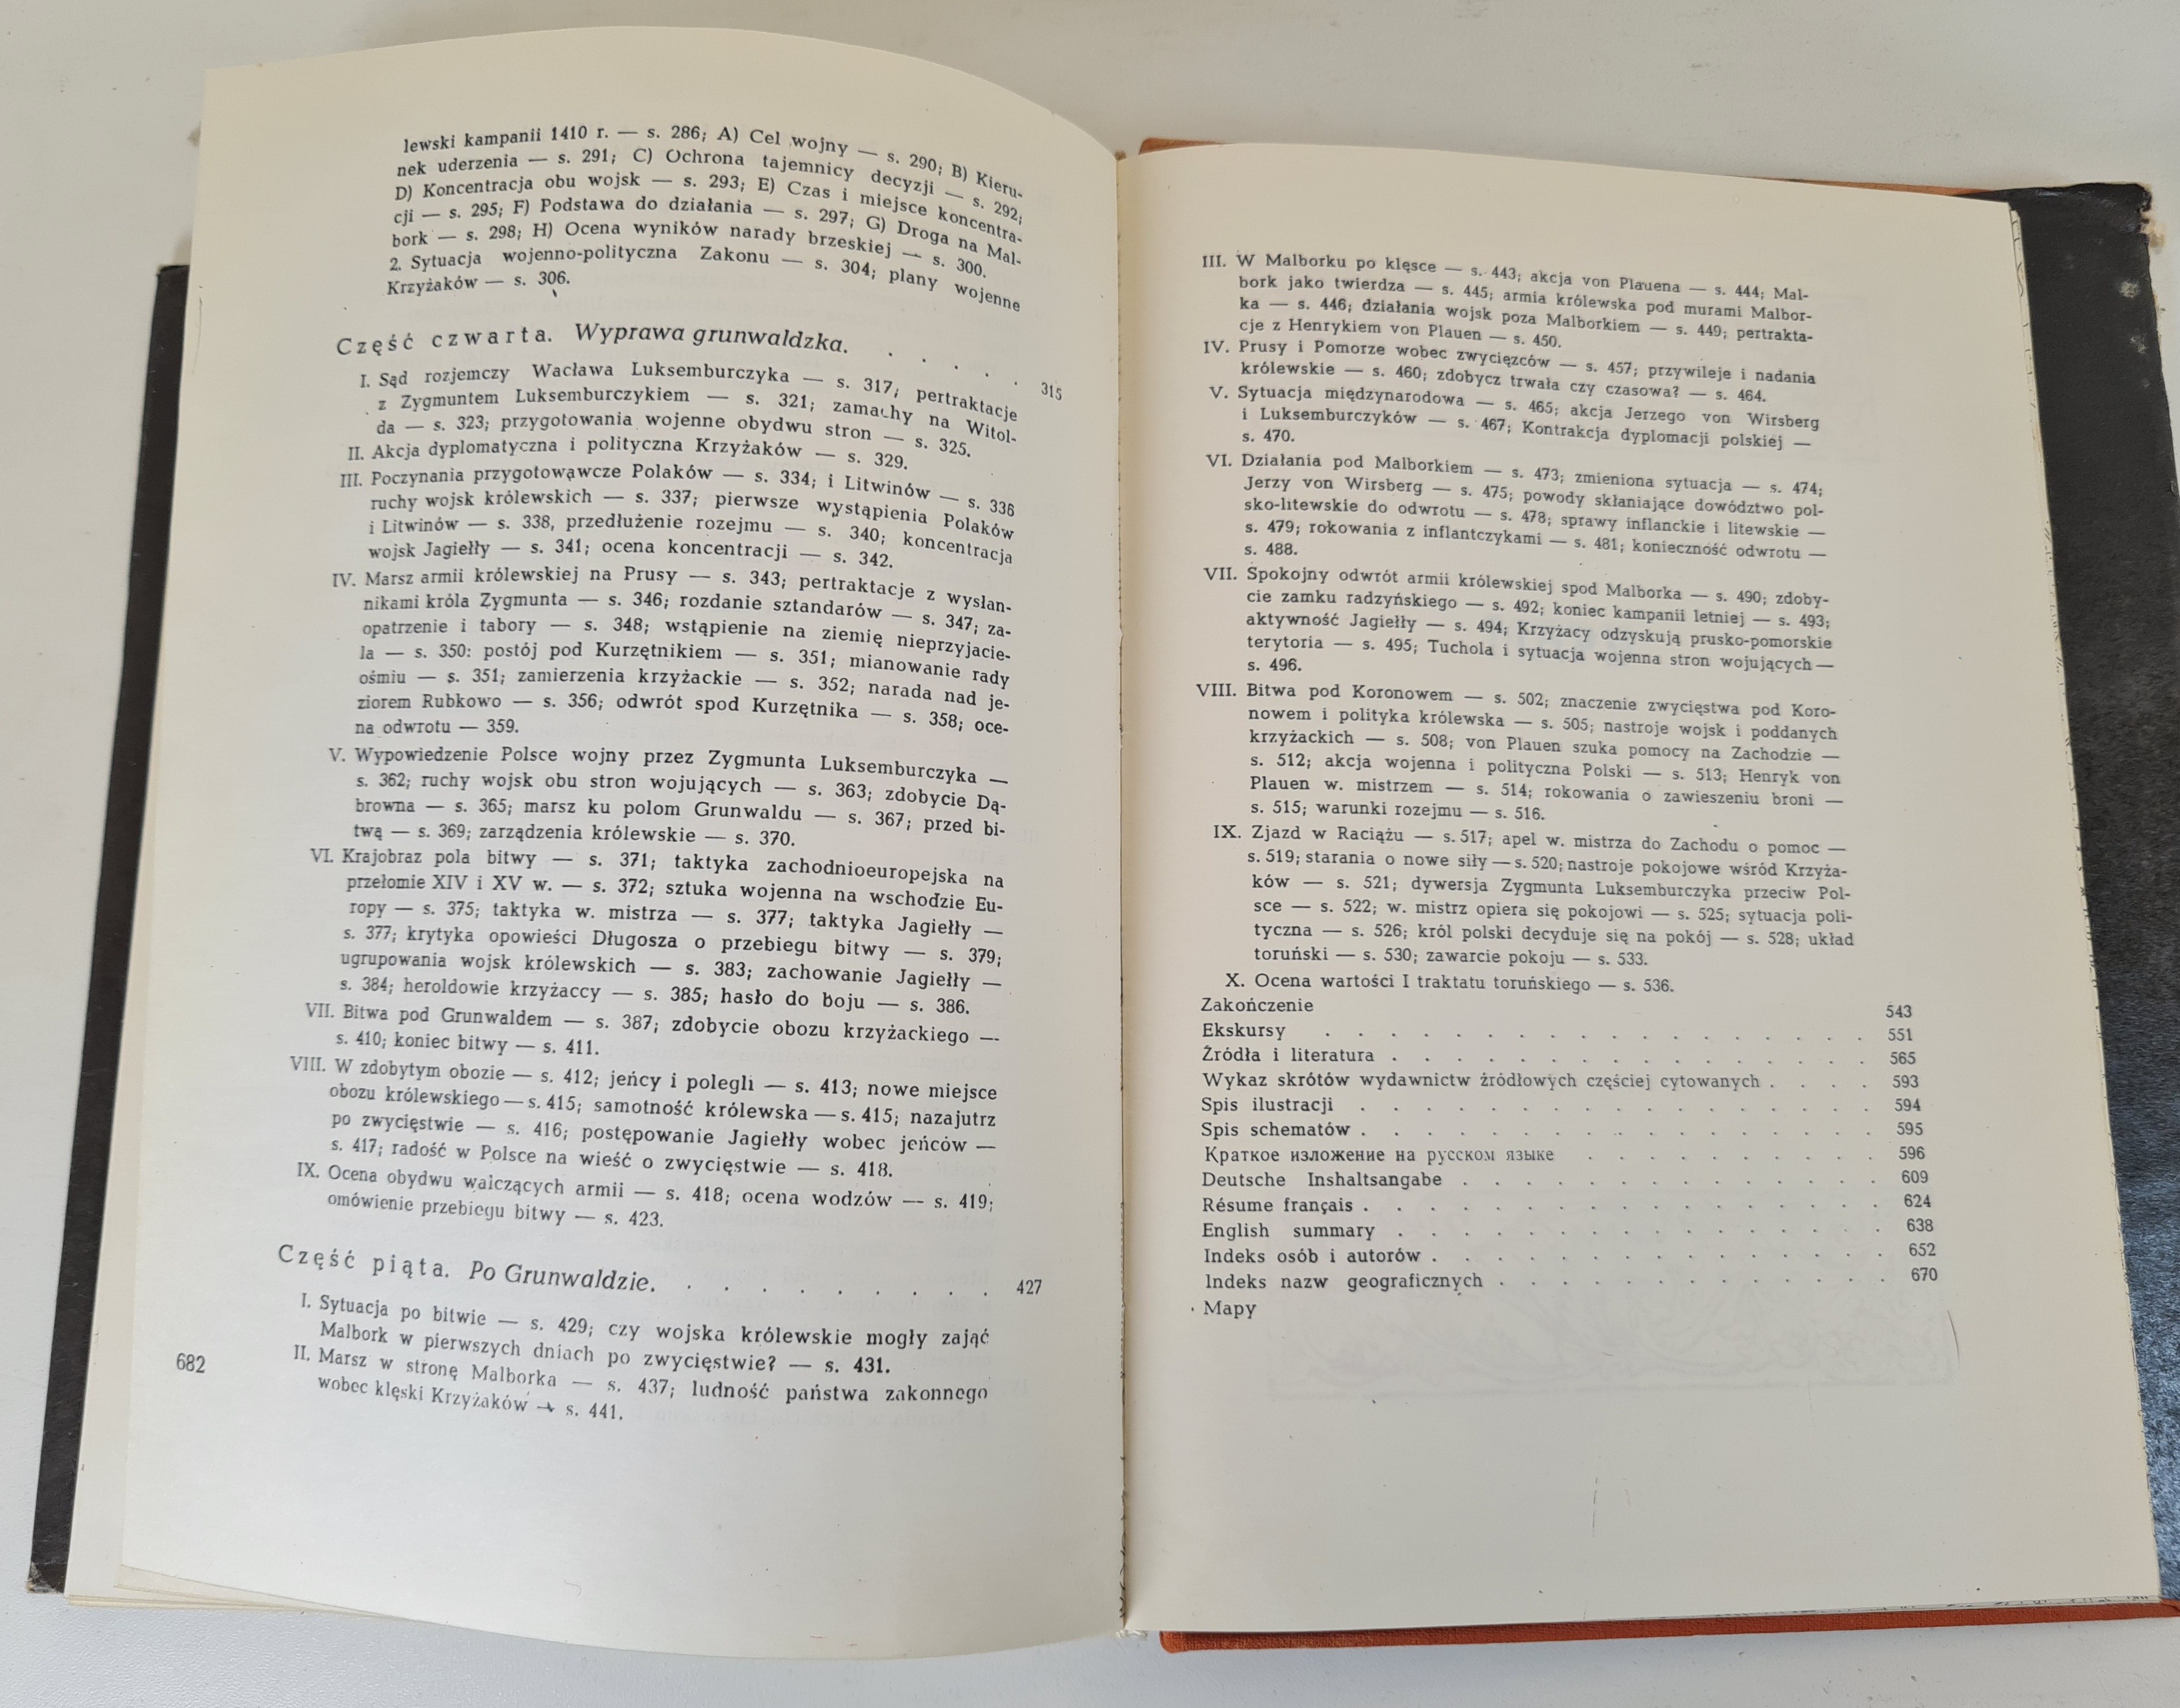 lewski kampanii 1410 r. — s. 286; A) Cel wojny — s. 290; B) Kieru-
nek uderzenia — s. 291; C) Ochrona tajemnicy decyzji — s. 292;
D) Koncentracja obu wojsk — s. 293; E) Czas i miejsce koncentra-
cji — s. 295; F) Podstawa do działania — s. 297; G) Droga na Mal-
bork — s. 298; H) Ocena wyników narady brzeskiej — s. 300.
2. Sytuacja wojenno-polityczna Zakonu — s. 304; plany wojenne
Krzyżaków — s. 306.
Część czwarta. Wyprawa grunwaldzka. . . . . . 315
I. Sąd rozjemczy Wacława Luksemburczyka — s. 317; pertraktacje
z Zygmuntem Luksemburczykiem — s. 321; zamachy na Witol-
da — s. 323; przygotowania wojenne obydwu stron — s. 325.
II. Akcja dyplomatyczna i polityczna Krzyżaków — s. 329.
III. Poczynania przygotowawcze Polaków — s. 334; i Litwinów — s. 336
ruchy wojsk królewskich — s. 337; pierwsze wystąpienia Polaków
i Litwinów — s. 338, przedłużenie rozejmu — s. 340; koncentracja
wojsk Jagiełły — s. 341; ocena koncentracji — s. 342.
IV. Marsz armii królewskiej na Prusy — s. 343; pertraktacje z wysłan-
nikami króla Zygmunta — s. 346; rozdanie sztandarów — s. 347; za-
opatrzenie i tabory — s. 348; wstąpienie na ziemię nieprzyjacie-
la — s. 350: postój pod Kurzętnikiem — s. 351; mianowanie rady
ośmiu — s. 351; zamierzenia krzyżackie — s. 352; narada nad je-
ziorem Rubkowo — s. 356; odwrót spod Kurzętnika — s. 358; oce-
na odwrotu — 359.
V. Wypowiedzenie Polsce wojny przez Zygmunta Luksemburczyka —
s. 362; ruchy wojsk obu stron wojujących — s. 363; zdobycie Dą-
browna — s. 365; marsz ku polom Grunwaldu — s. 367; przed bi-
twą — s. 369; zarządzenia królewskie — s. 370.
VI. Krajobraz pola bitwy — s. 371; taktyka zachodnioeuropejska na
przełomie XIV i XV w. — s. 372; sztuka wojenna na wschodzie Eu-
ropy — s. 375; taktyka w. mistrza — s. 377; taktyka Jagiełły —
s. 377; krytyka opowieści Długosza o przebiegu bitwy — s. 379;
ugrupowania wojsk królewskich — s. 383; zachowanie Jagiełły —
s. 384; heroldowie krzyżaccy — s. 385; hasło do boju — s. 386.
VII. Bitwa pod Grunwaldem — s. 387; zdobycie obozu krzyżackiego —
s. 410; koniec bitwy — s. 411.
VIII. W zdobytym obozie — s. 412; jeńcy i polegli — s. 413; nowe miejsce
obozu królewskiego — s. 415; samotność królewska — s. 415; nazajutrz
po zwycięstwie — s. 416; postępowanie Jagiełły wobec jeńców —
s. 417; radość w Polsce na wieść o zwycięstwie — s. 418.
IX. Ocena obydwu walczących armii — s. 418; ocena wodzów — s. 419;
omówienie przebiegu bitwy — s. 423.
Część piąta. Po Grunwaldzie. . . . . . . . . 427
I. Sytuacja po bitwie — s. 429; czy wojska królewskie mogły zająć
Malbork w pierwszych dniach po zwycięstwie? — s. 431.
II. Marsz w stronę Malborka — s. 437; ludność państwa zakonnego
wobec klęski Krzyżaków — s. 441.
682
III. W Malborku po klęsce — s. 443; akcja von Plauena — s. 444; Mal-
bork jako twierdza — s. 445; armia królewska pod murami Malbor-
ka — s. 446; działania wojsk poza Malborkiem — s. 449; pertrakta-
cje z Henrykiem von Plauen — s. 450.
IV. Prusy i Pomorze wobec zwycięzców — s. 457; przywileje i nadania
królewskie — s. 460; zdobycz trwała czy czasowa? — s. 464.
V. Sytuacja międzynarodowa — s. 465; akcja Jerzego von Wirsberg
i Luksemburczyków — s. 467; Kontrakcja dyplomacji polskiej —
s. 470.
VI. Działania pod Malborkiem — s. 473; zmieniona sytuacja — s. 474;
Jerzy von Wirsberg — s. 475; powody skłaniające dowództwo pol-
sko-litewskie do odwrotu — s. 478; sprawy inflanckie i litewskie —
s. 479; rokowania z inflantczykami — s. 481; konieczność odwrotu —
s. 488.
VII. Spokojny odwrót armii królewskiej spod Malborka — s. 490; zdoby-
cie zamku radzyńskiego — s. 492; koniec kampanii letniej — s. 493;
aktywność Jagiełły — s. 494; Krzyżacy odzyskują prusko-pomorskie
terytoria — s. 495; Tuchola i sytuacja wojenna stron wojujących —
s. 496.
VIII. Bitwa pod Koronowem — s. 502; znaczenie zwycięstwa pod Koro-
nowem i polityka królewska — s. 505; nastroje wojsk i poddanych
krzyżackich — s. 508; von Plauen szuka pomocy na Zachodzie —
s. 512; akcja wojenna i polityczna Polski — s. 513; Henryk von
Plauen w. mistrzem — s. 514; rokowania o zawieszeniu broni —
s. 515; warunki rozejmu — s. 516.
IX. Zjazd w Raciążu — s. 517; apel w. mistrza do Zachodu o pomoc —
s. 519; starania o nowe siły — s. 520; nastroje pokojowe wśród Krzyża-
ków — s. 521; dywersja Zygmunta Luksemburczyka przeciw Pol-
sce — s. 522; w. mistrz opiera się pokojowi — s. 525; sytuacja poli-
tyczna — s. 526; król polski decyduje się na pokój — s. 528; układ
toruński — s. 530; zawarcie pokoju — s. 533.
X. Ocena wartości I traktatu toruńskiego — s. 536.
Zakończenie 543
Ekskursy . . . . . . . . . . . . . . . 551
Źródła i literatura . . . . . . . . . . . . . 565
Wykaz skrótów wydawnictw źródłowych częściej cytowanych . . . . 593
Spis ilustracji . . . . . . . . . . . . . . 594
Spis schematów . . . . . . . . . . . . . . 595
Краткое изложение на русском языке . . . . . . . . 596
Deutsche Inshaltsangabe . . . . . . . . . . . 609
Résume français . . . . . . . . . . . . . . 624
English summary . . . . . . . . . . . . . 638
Indeks osób i autorów . . . . . . . . . . . . 652
Indeks nazw geograficznych . . . . . . . . . . 670
Mapy